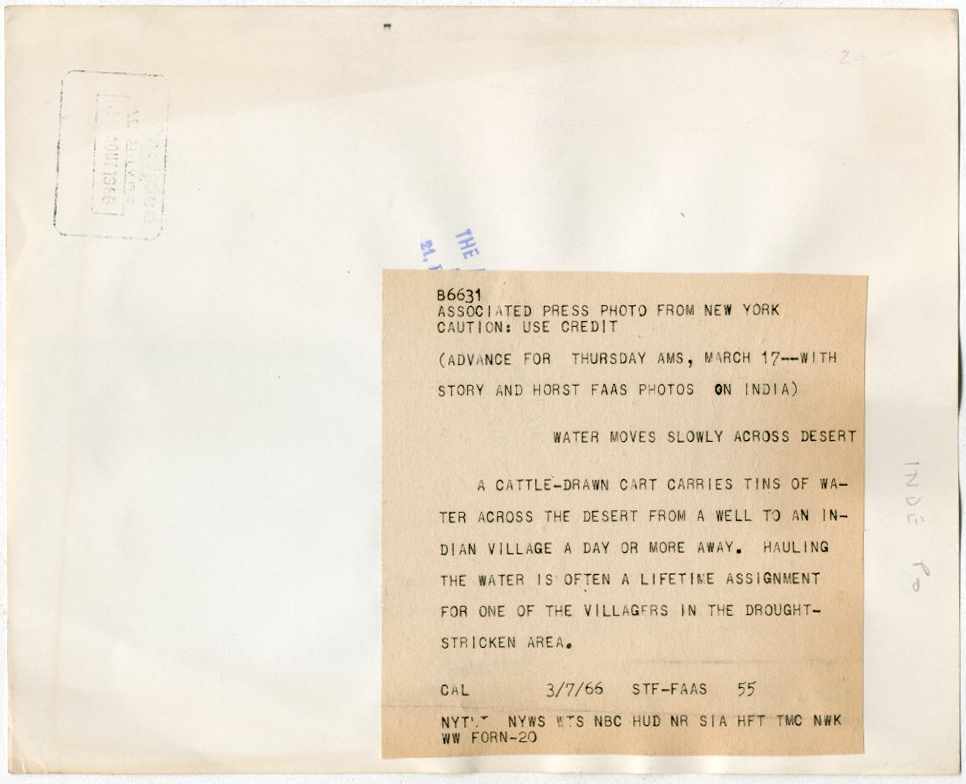 20
THE
21.
B6631
ASSOCIATED PRESS PHOTO FROM NEW YORK
CAUTION: USE CREDIT
(ADVANCE FOR THURSDAY AMS, MARCH 17--WITH
STORY AND HORST FAAS PHOTOS ON INDIA)
WATER MOVES SLOWLY ACROSS DESERT
A CATTLE-DRAWN CART CARRIES TINS OF WA-
TER ACROSS THE DESERT FROM A WELL TO AN IN-
DIAN VILLAGE A DAY OR MORE AWAY. HAULING
THE WATER IS OFTEN A LIFETIME ASSIGNMENT
FOR ONE OF THE VILLAGERS IN THE DROUGHT-
STRICKEN AREA.
CAL 3/7/66 STF-FAAS 55
NYWS WTS NBC HUD NR SIA HFT TMC NWK
WW FORN-20
INDE